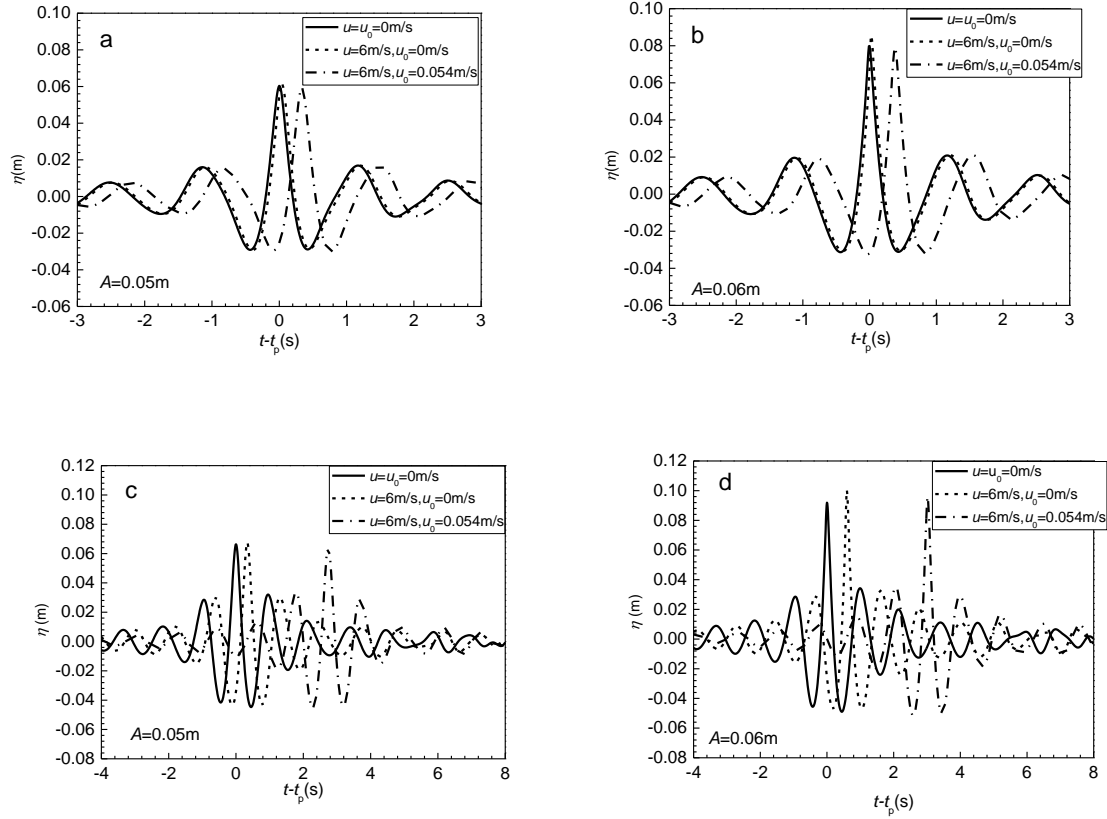 a
u=u₀=0m/s
u=6m/s,u₀=0m/s
u=6m/s,u₀=0.054m/s
0.10
0.08
0.06
0.04
0.02
0.00
-0.02
-0.04
-0.06
η(m)
A=0.05m
-3 -2 -1 0 1 2 3
t-tₚ(s)
b
u=u₀=0m/s
u=6m/s,u₀=0m/s
u=6m/s,u₀=0.054m/s
0.10
0.08
0.06
0.04
0.02
0.00
-0.02
-0.04
-0.06
η(m)
A=0.06m
-3 -2 -1 0 1 2 3
t-tₚ(s)
c
u=u₀=0m/s
u=6m/s,u₀=0m/s
u=6m/s,u₀=0.054m/s
0.12
0.10
0.08
0.06
0.04
0.02
0.00
-0.02
-0.04
-0.06
-0.08
η (m)
A=0.05m
-4 -2 0 2 4 6 8
t-tₚ(s)
d
u=u₀=0m/s
u=6m/s,u₀=0m/s
u=6m/s,u₀=0.054m/s
0.12
0.10
0.08
0.06
0.04
0.02
0.00
-0.02
-0.04
-0.06
-0.08
η (m)
A=0.06m
-4 -2 0 2 4 6 8
t-tₚ(s)